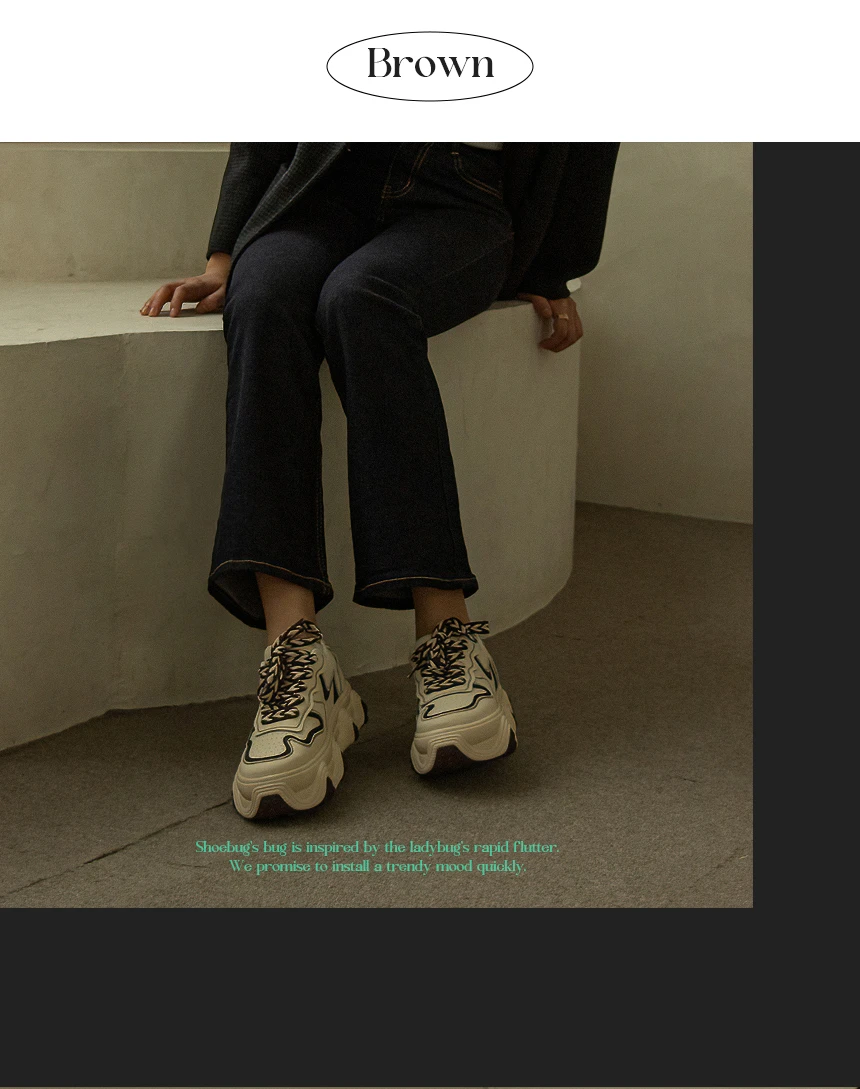 Brown
Shoebug's bug is inspired by the ladybug's rapid flutter.
We promise to install a trendy mood quickly.